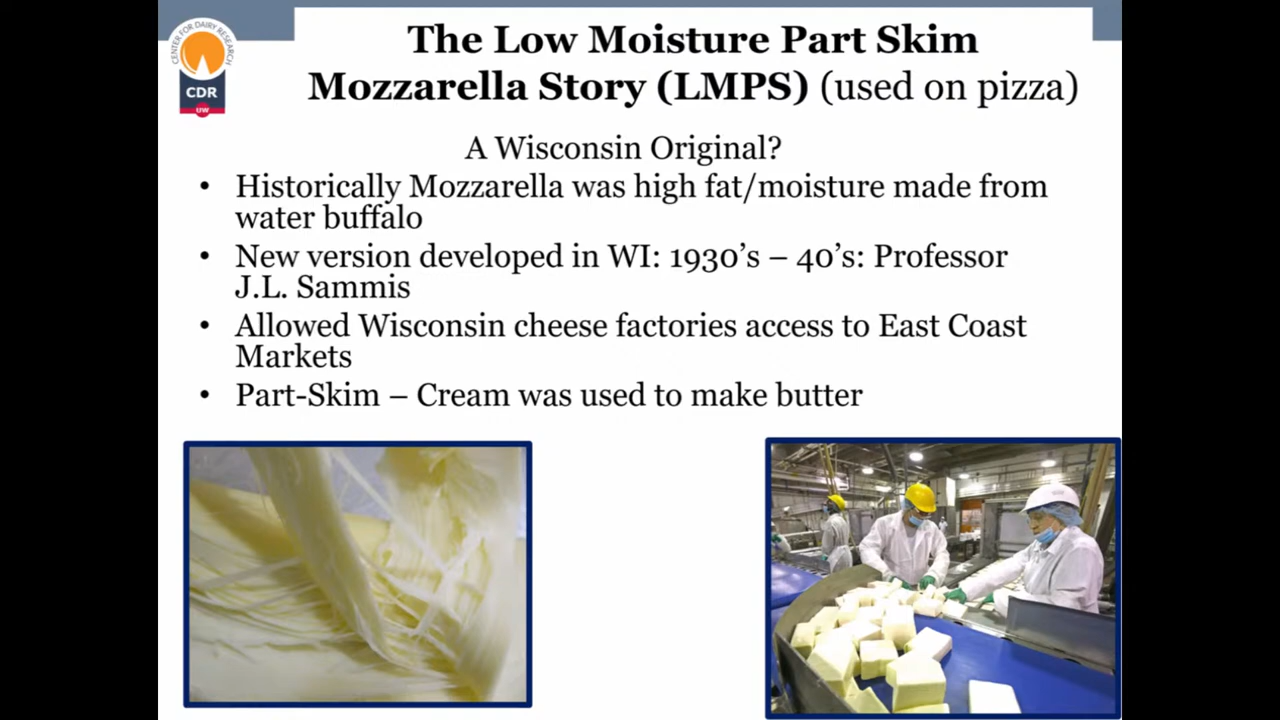 CENTER FOR DAIRY RESEARCH
CDR
UW
The Low Moisture Part Skim
Mozzarella Story (LMPS) (used on pizza)
A Wisconsin Original?
• Historically Mozzarella was high fat/moisture made from
water buffalo
• New version developed in WI: 1930’s – 40’s: Professor
J.L. Sammis
• Allowed Wisconsin cheese factories access to East Coast
Markets
• Part-Skim – Cream was used to make butter